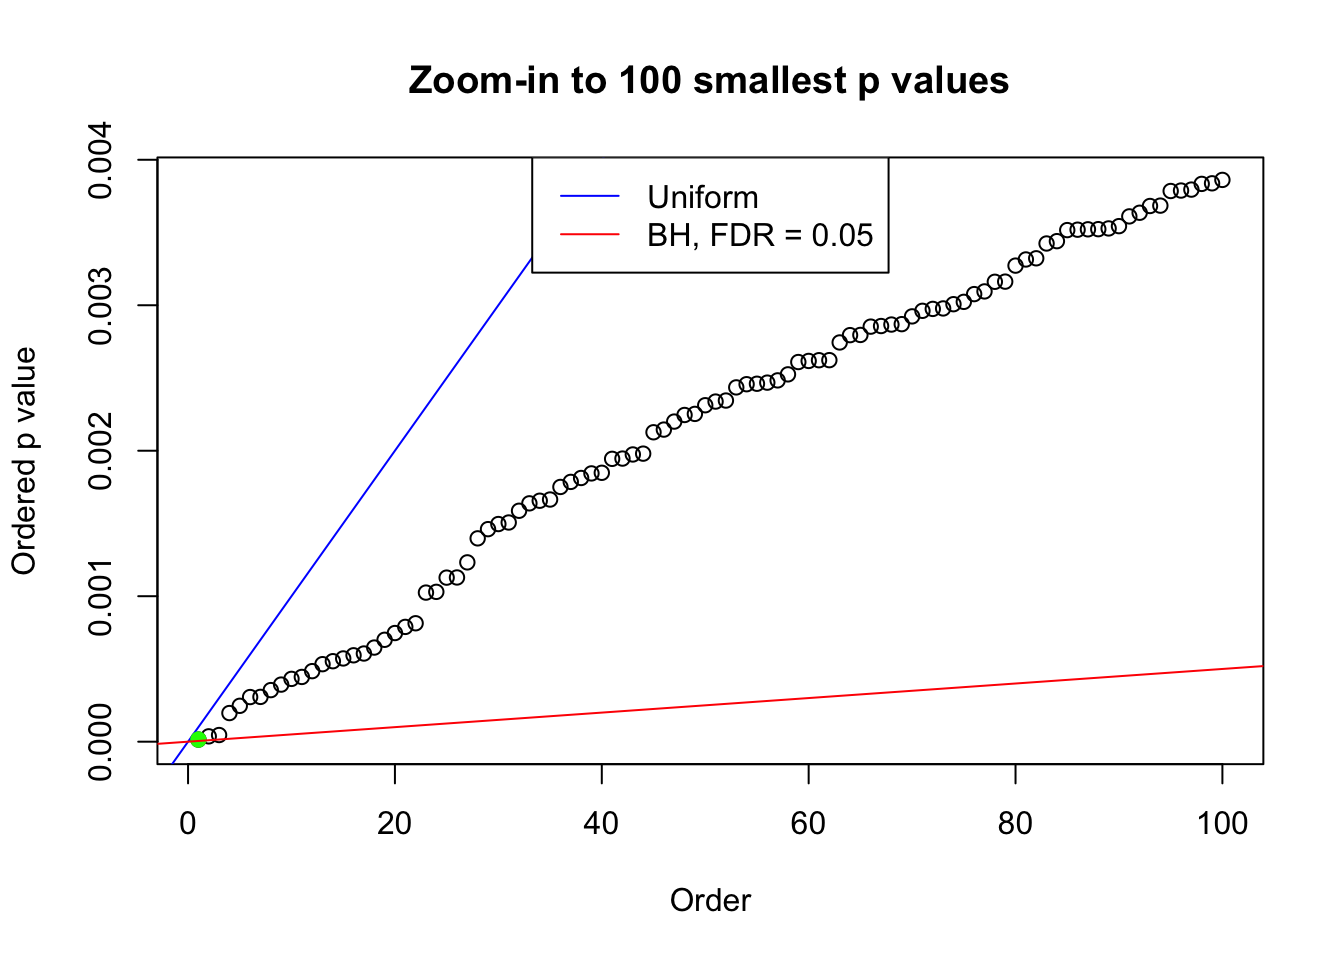 Zoom-in to 100 smallest p values
Uniform
BH, FDR = 0.05
Ordered p value
0.004
0.003
0.002
0.001
0.000
0 20 40 60 80 100
Order